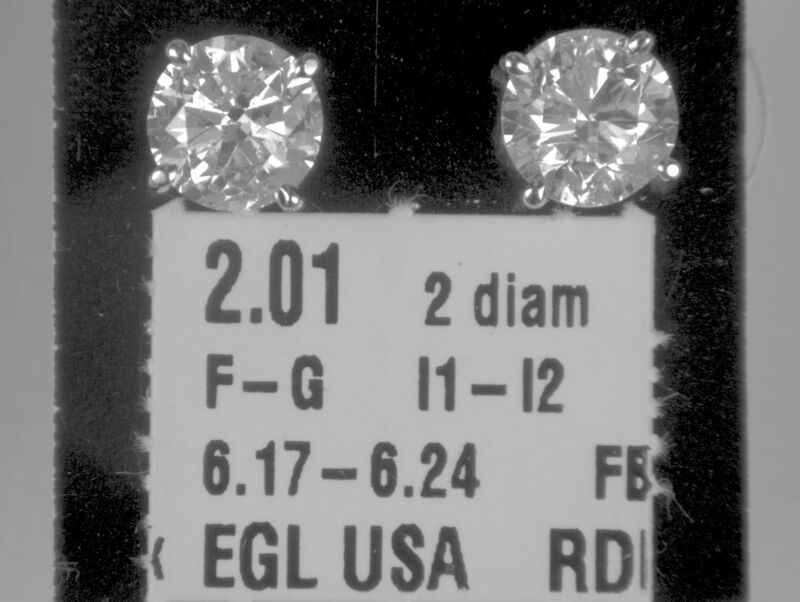 2.01 2 diam
F–G I1–I2
6.17–6.24 FB
EGL USA RD